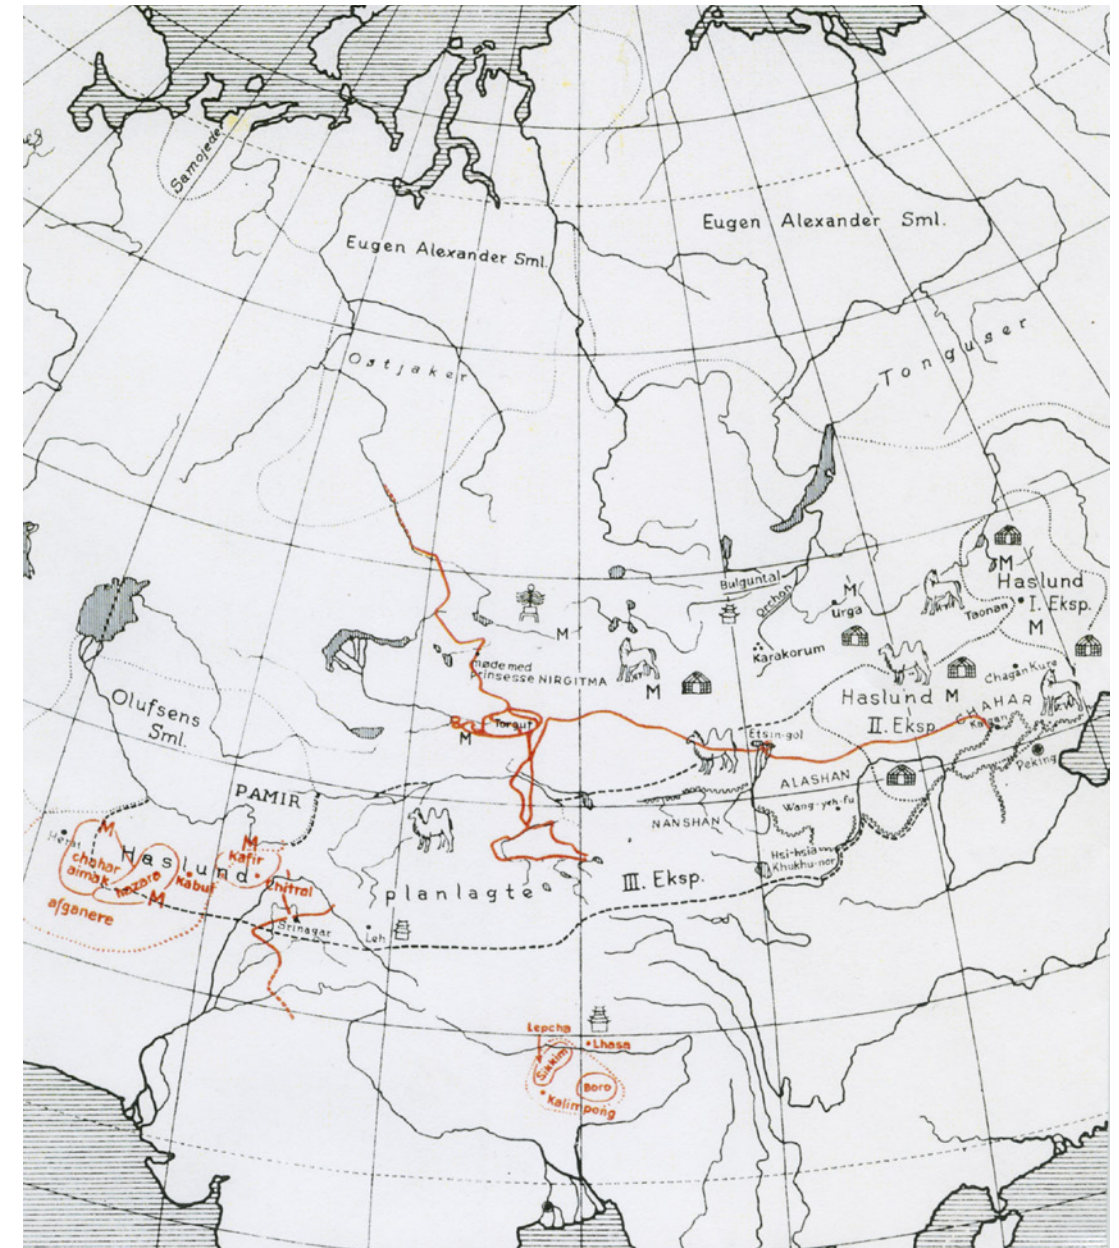 Samojede
Eugen Alexander Sml.
Eugen Alexander Sml.
Ostjaker
Tonguser
Bulguntal
Orchon
M
Urga
Taonan
M
Haslund
I. Eksp.
M
M
Karakorum
møde med
prinsesse NIRGITMA
M
Haslund
II. Eksp.
M
Chagan Kure
CHAHAR
Kalgan
Peking
Olufsens
Sml.
Torgut
M
Etsin-gol
ALASHAN
Wang-yeh-fu
NANSHAN
Hsi-hsia
Khukhu-nor
PAMIR
Herat
M
chahar
aimak
Haslund
hazara
M
Kabul
M
Kafir
Chitral
afganere
planlagte
III. Eksp.
Srinagar
Leh
Lepcha
Lhasa
Sikkim
Boro
Kalimpong